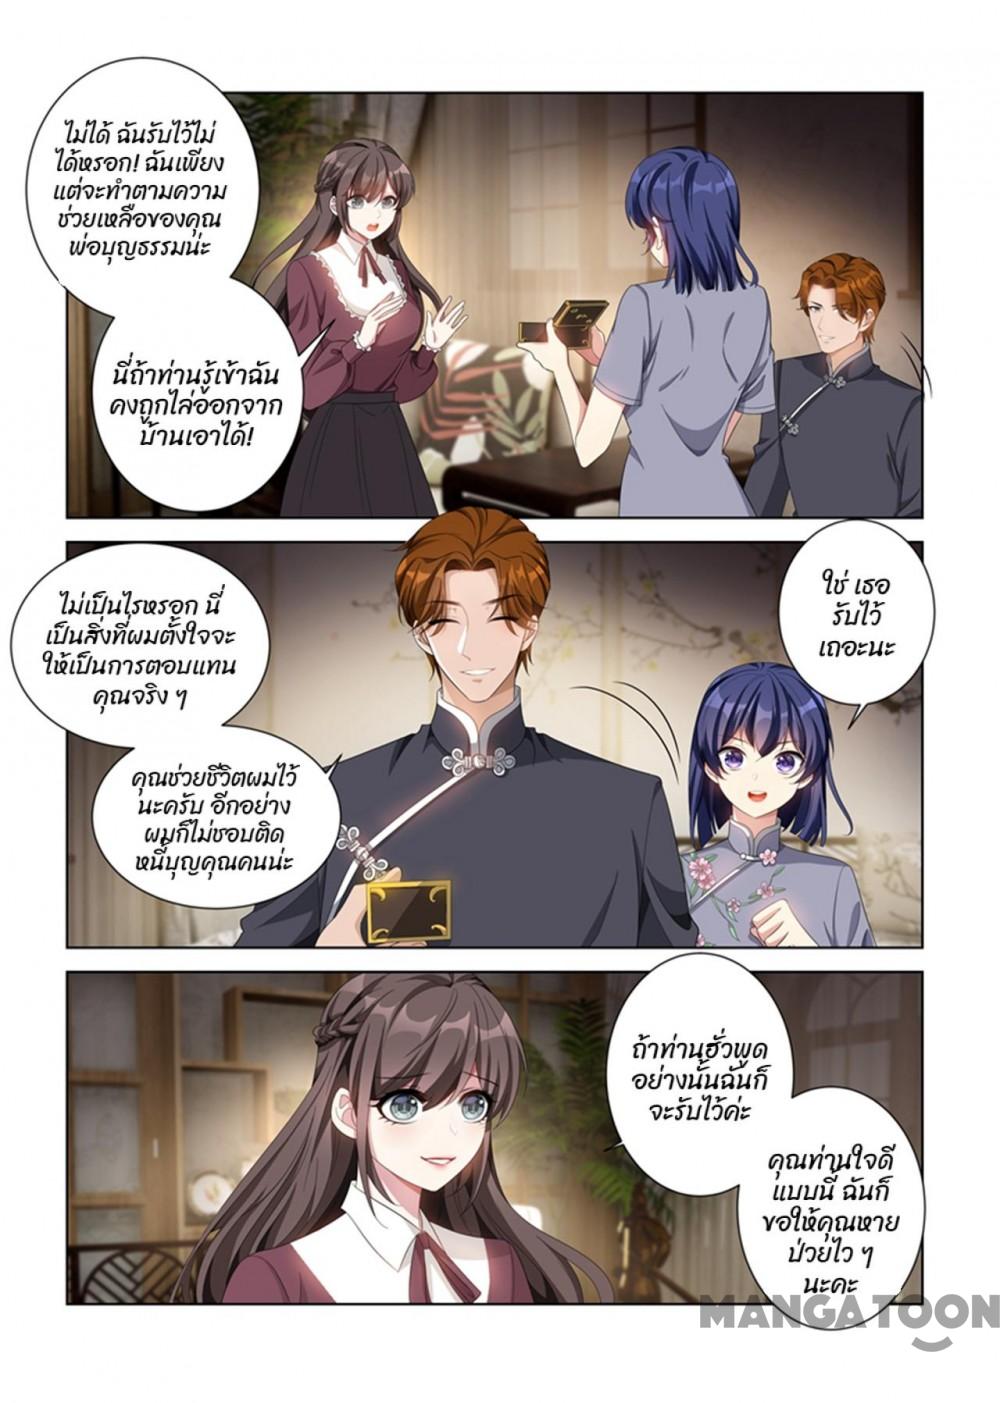 ไม่ได้ ฉันรับไว้ไม่
ได้หรอก! ฉันเพียง
แต่จะทำตามความ
ช่วยเหลือของคุณ
พ่อบุญธรรมน่ะ
นี่ถ้าท่านรู้เข้าฉัน
คงถูกไล่ออกจาก
บ้านเอาได้!
ใช่ เธอ
รับไว้
เถอะนะ
ไม่เป็นไรหรอก นี่
เป็นสิ่งที่ผมตั้งใจจะ
ให้เป็นการตอบแทน
คุณจริง ๆ
คุณช่วยชีวิตผมไว้
นะครับ อีกอย่าง
ผมก็ไม่ชอบติด
หนี้บุญคุณคนน่ะ
ถ้าท่านฮั่วพูด
อย่างนั้นฉันก็
จะรับไว้ค่ะ
คุณท่านใจดี
แบบนี้ ฉันก็
ขอให้คุณหาย
ป่วยไว ๆ
นะคะ
MANGATOON